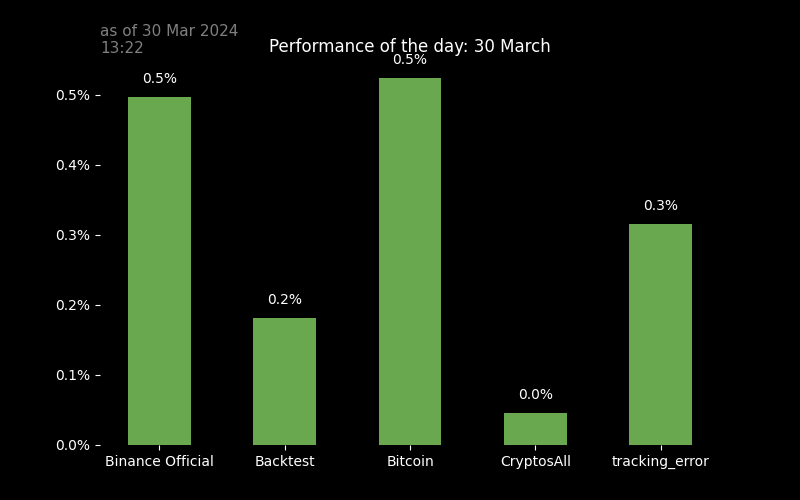 as of 30 Mar 2024
13:22
Performance of the day: 30 March
0.5%
0.5%
0.2%
0.0%
0.3%
0.5%
0.4%
0.3%
0.2%
0.1%
0.0%
Binance Official
Backtest
Bitcoin
CryptosAll
tracking_error